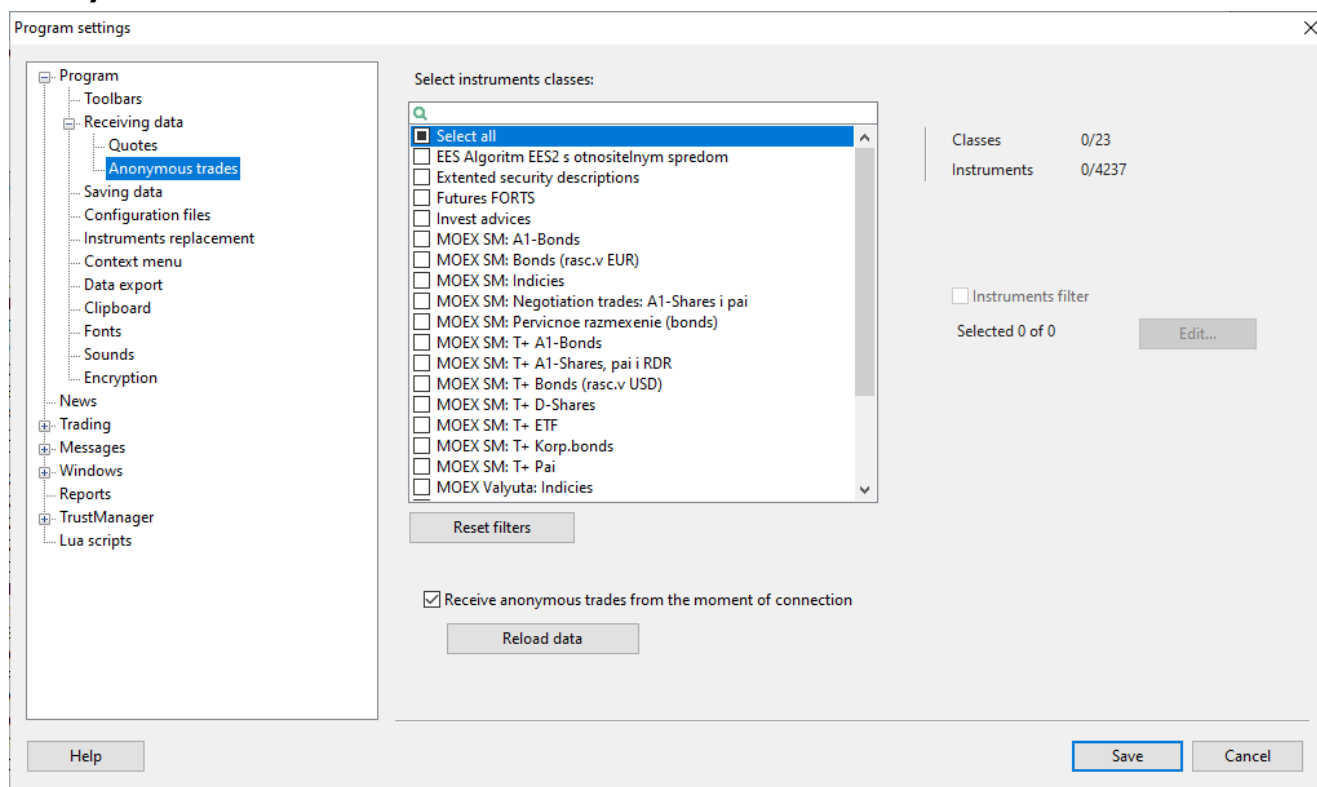 Program settings
Program
Toolbars
Receiving data
Quotes
Anonymous trades
Saving data
Configuration files
Instruments replacement
Context menu
Data export
Clipboard
Fonts
Sounds
Encryption
News
Trading
Messages
Windows
Reports
TrustManager
Lua scripts
Select instruments classes:
Select all
EES Algoritm EES2 s otnositelnym spredom
Extented security descriptions
Futures FORTS
Invest advices
MOEX SM: A1-Bonds
MOEX SM: Bonds (rasc.v EUR)
MOEX SM: Indicies
MOEX SM: Negotiation trades: A1-Shares i pai
MOEX SM: Pervicnoe razmexenie (bonds)
MOEX SM: T+ A1-Bonds
MOEX SM: T+ A1-Shares, pai i RDR
MOEX SM: T+ Bonds (rasc.v USD)
MOEX SM: T+ D-Shares
MOEX SM: T+ ETF
MOEX SM: T+ Korp.bonds
MOEX SM: T+ Pai
MOEX Valyuta: Indicies
Classes 0/23
Instruments 0/4237
Instruments filter
Selected 0 of 0 Edit...
Reset filters
Receive anonymous trades from the moment of connection
Reload data
Help Save Cancel